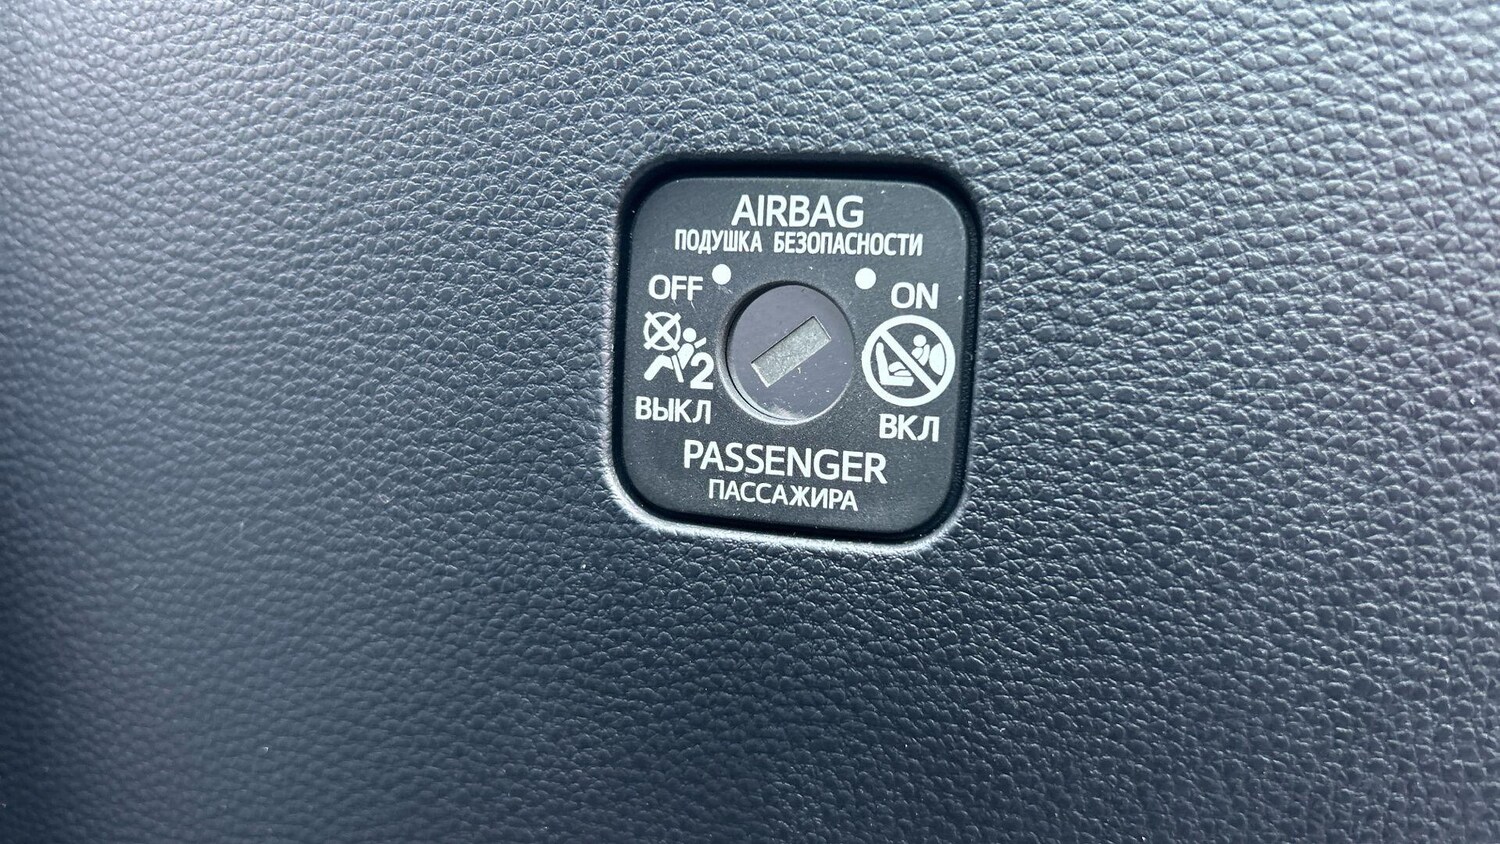 AIRBAG
ПОДУШКА БЕЗОПАСНОСТИ
OFF
ON
2
ВЫКЛ
ВКЛ
PASSENGER
ПАССАЖИРА